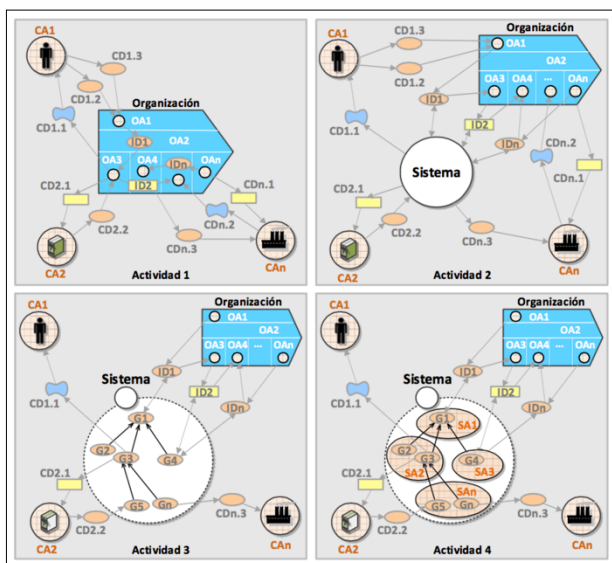 CA1
CD1.3
CD1.2
Organización
OA1
CD1.1
ID1
OA2
OA3
OA4
IDn
OAn
ID2
CD2.1
CDn.1
CDn.2
CD2.2
CDn.3
CA2
Actividad 1
CAn
CA1
CD1.3
Organización
OA1
CD1.2
OA2
OA3
OA4
...
OAn
ID1
CD1.1
ID2
IDn
CDn.2
Sistema
CDn.1
CD2.1
CD2.2
CDn.3
CA2
Actividad 2
CAn
CA1
Organización
OA1
OA2
OA3
OA4
...
OAn
Sistema
ID1
ID2
CD1.1
IDn
G1
G2
G3
G4
CD2.1
G5
Gn
CDn.3
CD2.2
CA2
Actividad 3
CAn
CA1
Organización
OA1
OA2
OA3
OA4
...
OAn
Sistema
ID1
ID2
CD1.1
IDn
G1
SA1
G2
G3
G4
SA2
SA3
CD2.1
SAn
G5
Gn
CDn.3
CD2.2
CA2
Actividad 4
CAn